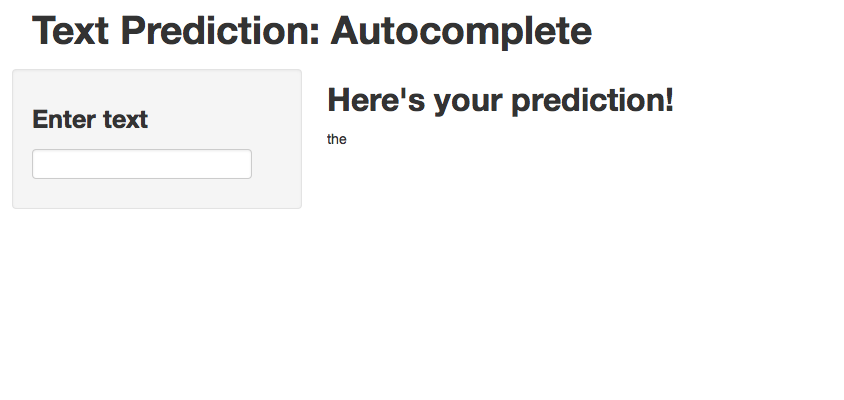 Text Prediction: Autocomplete
Enter text
Here's your prediction!
the